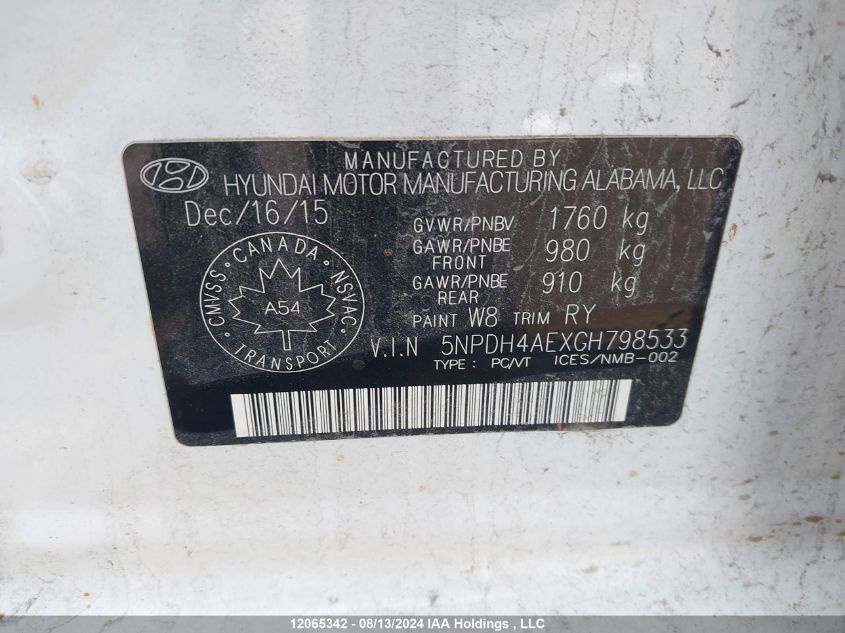 MANUFACTURED BY
HYUNDAI MOTOR MANUFACTURING ALABAMA, LLC
Dec/16/15
GVWR/PNBV 1760 kg
GAWR/PNBE FRONT 980 kg
GAWR/PNBE REAR 910 kg
PAINT W8 TRIM RY
CMVSS CANADA NSVAC
A54
TRANSPORT
V.I.N 5NPDH4AEXGH798533
TYPE : PC/VT ICES/NMB-002
12065342 - 08/13/2024 IAA Holdings , LLC